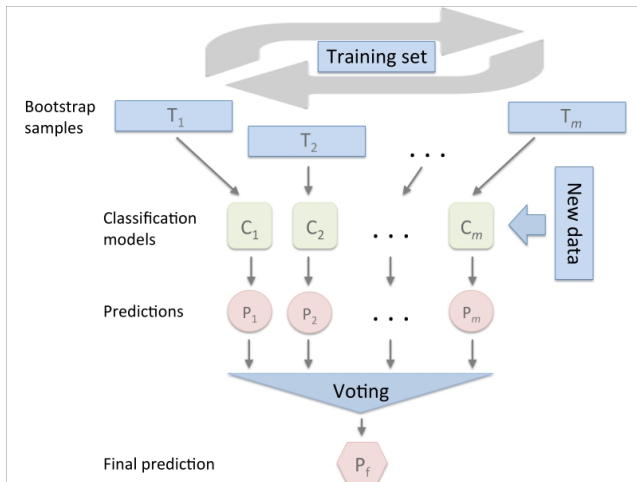 Training set
Bootstrap
samples
T1
T2
. . .
Tm
Classification
models
C1
C2
. . .
Cm
New data
Predictions
P1
P2
. . .
Pm
Voting
Final prediction
Pf